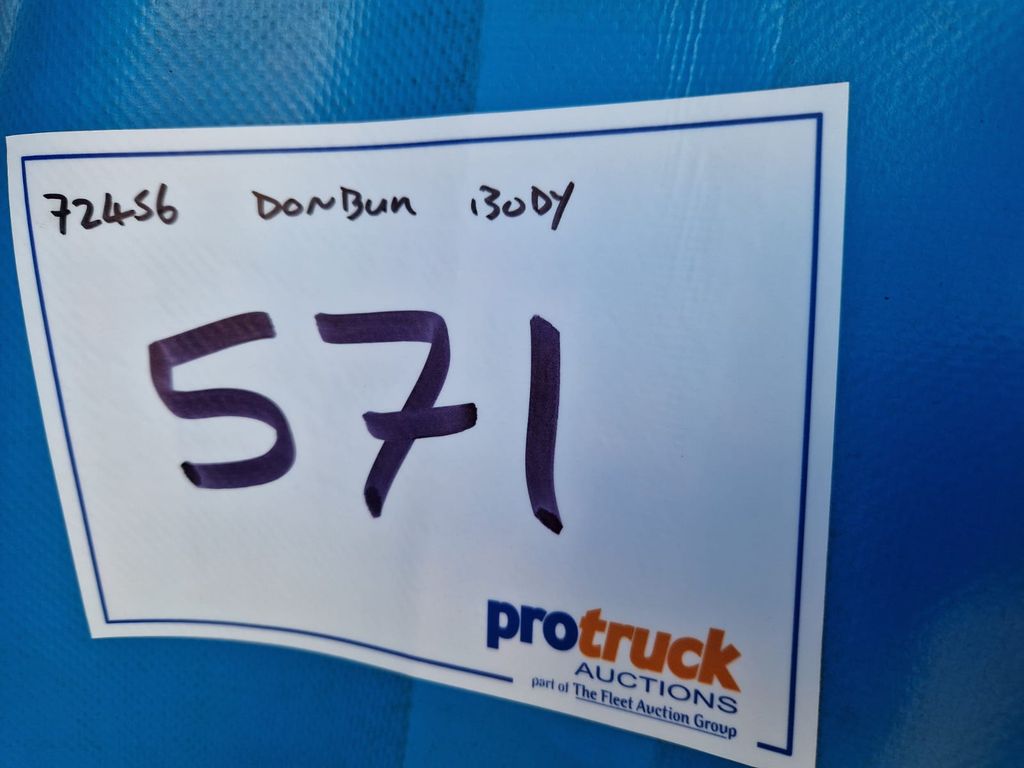 72456 DONBUR BODY
571
protruck
AUCTIONS
part of The Fleet Auction Group